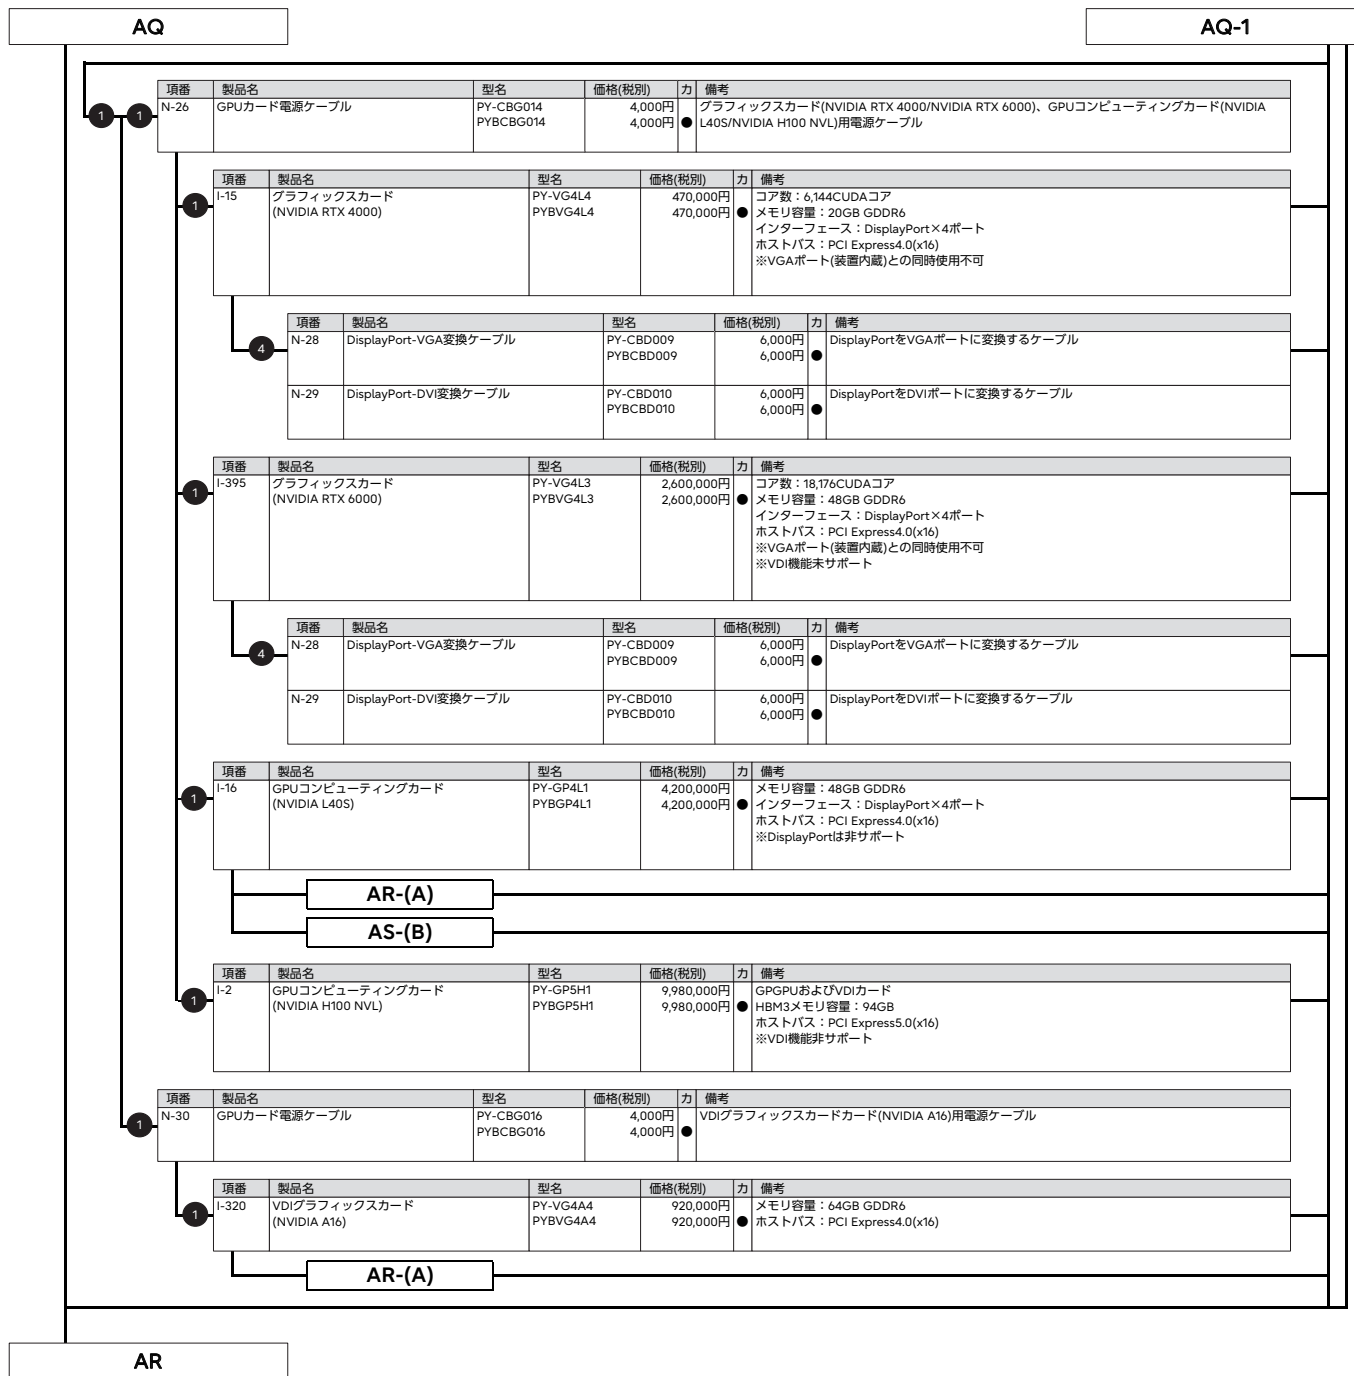 AQ
AQ-1
項番 製品名 型名 価格(税別) カ 備考
N-26 GPUカード電源ケーブル PY-CBG014 4,000円 グラフィックスカード(NVIDIA RTX 4000/NVIDIA RTX 6000)、GPUコンピューティングカード(NVIDIA
1 1 PYBCBG014 4,000円 ● L40S/NVIDIA H100 NVL)用電源ケーブル
項番 製品名 型名 価格(税別) カ 備考
I-15 グラフィックスカード PY-VG4L4 470,000円 コア数：6,144CUDAコア
1 (NVIDIA RTX 4000) PYBVG4L4 470,000円 ● メモリ容量：20GB GDDR6
インターフェース：DisplayPort×4ポート
ホストバス：PCI Express4.0(x16)
※VGAポート(装置内蔵)との同時使用不可
項番 製品名 型名 価格(税別) カ 備考
N-28 DisplayPort-VGA変換ケーブル PY-CBD009 6,000円 DisplayPortをVGAポートに変換するケーブル
4 PYBCBD009 6,000円 ●
N-29 DisplayPort-DVI変換ケーブル PY-CBD010 6,000円 DisplayPortをDVIポートに変換するケーブル
PYBCBD010 6,000円 ●
項番 製品名 型名 価格(税別) カ 備考
I-395 グラフィックスカード PY-VG4L3 2,600,000円 コア数：18,176CUDAコア
1 (NVIDIA RTX 6000) PYBVG4L3 2,600,000円 ● メモリ容量：48GB GDDR6
インターフェース：DisplayPort×4ポート
ホストバス：PCI Express4.0(x16)
※VGAポート(装置内蔵)との同時使用不可
※VDI機能未サポート
項番 製品名 型名 価格(税別) カ 備考
N-28 DisplayPort-VGA変換ケーブル PY-CBD009 6,000円 DisplayPortをVGAポートに変換するケーブル
4 PYBCBD009 6,000円 ●
N-29 DisplayPort-DVI変換ケーブル PY-CBD010 6,000円 DisplayPortをDVIポートに変換するケーブル
PYBCBD010 6,000円 ●
項番 製品名 型名 価格(税別) カ 備考
I-16 GPUコンピューティングカード PY-GP4L1 4,200,000円 メモリ容量：48GB GDDR6
1 (NVIDIA L40S) PYBGP4L1 4,200,000円 ● インターフェース：DisplayPort×4ポート
ホストバス：PCI Express4.0(x16)
※DisplayPortは非サポート
AR-(A)
AS-(B)
項番 製品名 型名 価格(税別) カ 備考
I-2 GPUコンピューティングカード PY-GP5H1 9,980,000円 GPGPUおよびVDIカード
1 (NVIDIA H100 NVL) PYBGP5H1 9,980,000円 ● HBM3メモリ容量：94GB
ホストバス：PCI Express5.0(x16)
※VDI機能非サポート
項番 製品名 型名 価格(税別) カ 備考
N-30 GPUカード電源ケーブル PY-CBG016 4,000円 VDIグラフィックスカードカード(NVIDIA A16)用電源ケーブル
1 PYBCBG016 4,000円 ●
項番 製品名 型名 価格(税別) カ 備考
I-320 VDIグラフィックスカード PY-VG4A4 920,000円 メモリ容量：64GB GDDR6
1 (NVIDIA A16) PYBVG4A4 920,000円 ● ホストバス：PCI Express4.0(x16)
AR-(A)
AR